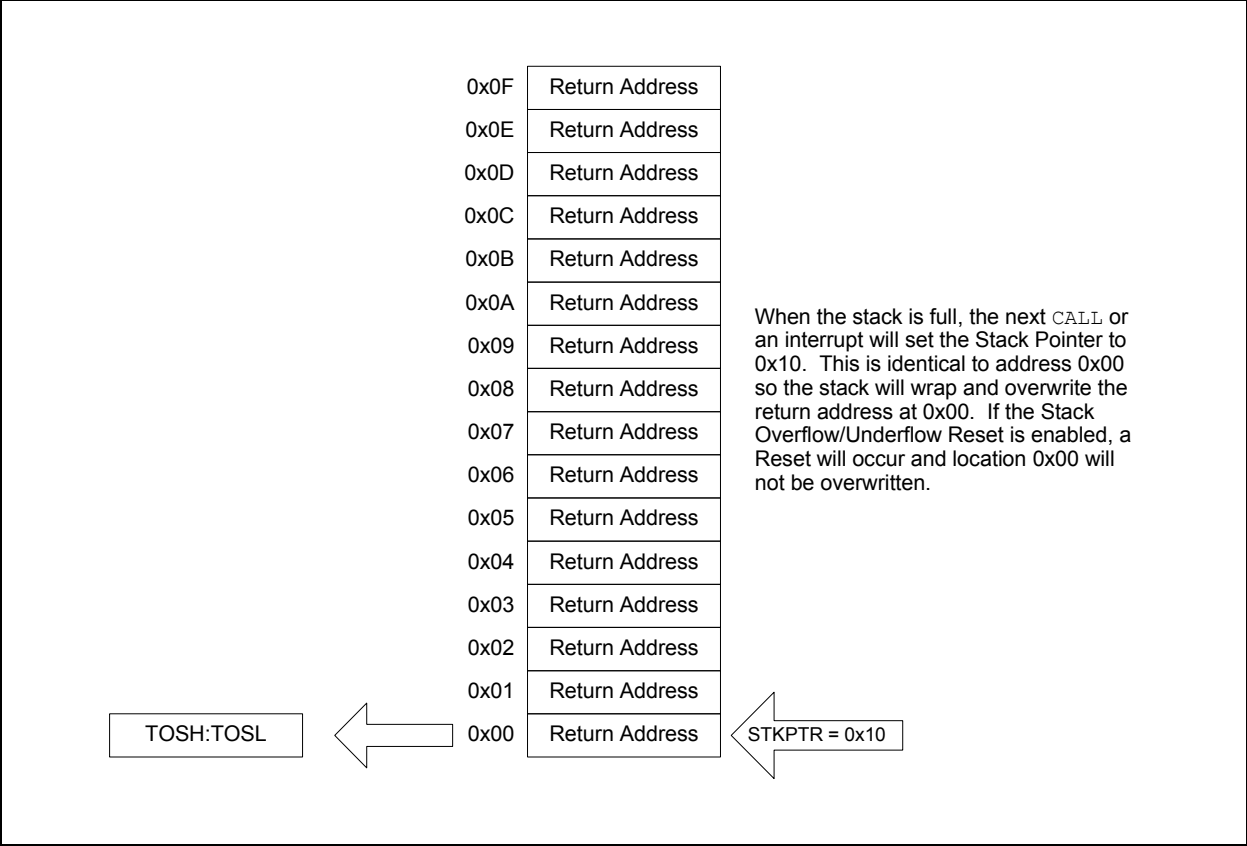 0x0F Return Address
0x0E Return Address
0x0D Return Address
0x0C Return Address
0x0B Return Address
0x0A Return Address
0x09 Return Address
0x08 Return Address
0x07 Return Address
0x06 Return Address
0x05 Return Address
0x04 Return Address
0x03 Return Address
0x02 Return Address
0x01 Return Address
TOSH:TOSL 0x00 Return Address STKPTR = 0x10
When the stack is full, the next CALL or
an interrupt will set the Stack Pointer to
0x10. This is identical to address 0x00
so the stack will wrap and overwrite the
return address at 0x00. If the Stack
Overflow/Underflow Reset is enabled, a
Reset will occur and location 0x00 will
not be overwritten.